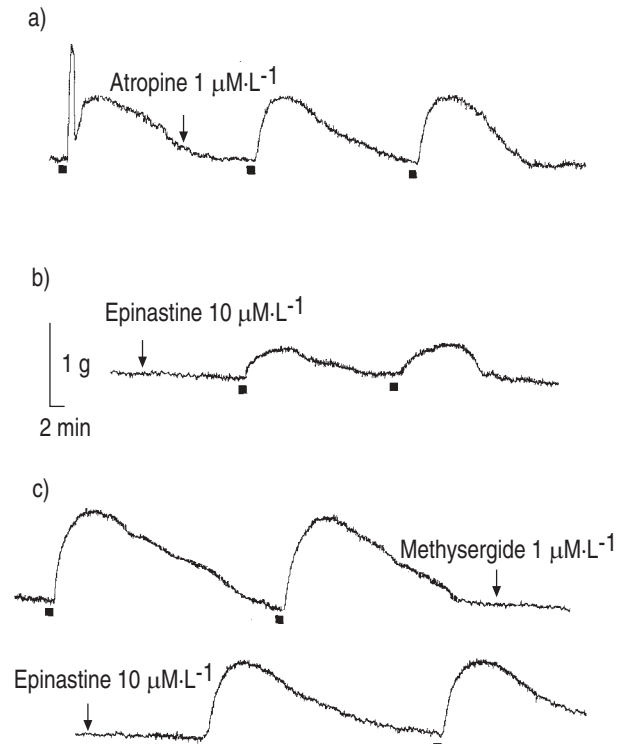 a)
Atropine 1 µM·L-1
b)
Epinastine 10 µM·L-1
1 g
2 min
c)
Methysergide 1 µM·L-1
Epinastine 10 µM·L-1